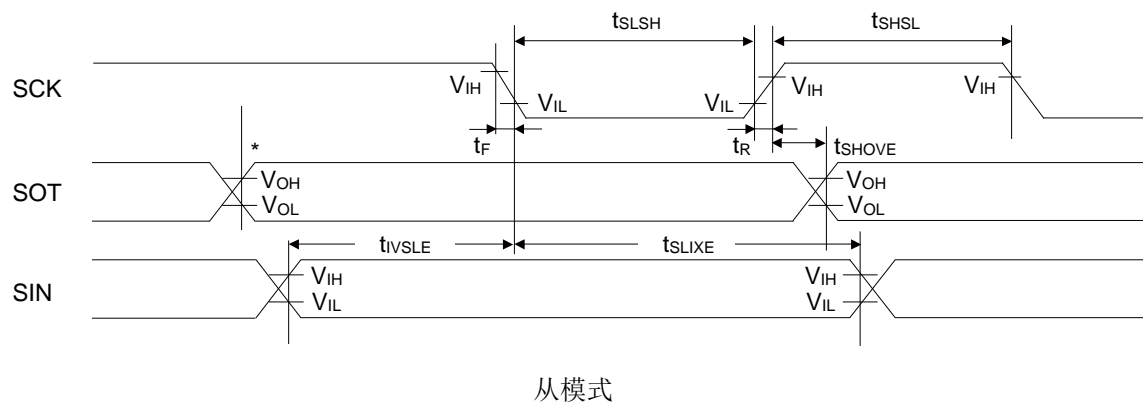 tSLSH
tSHSL
SCK
VIH
VIL
VIL
VIH
VIH
tF
tR
tSHOVE
*
SOT
VOH
VOL
VOH
VOL
tIVSLE
tSLIXE
SIN
VIH
VIL
VIH
VIL
从模式